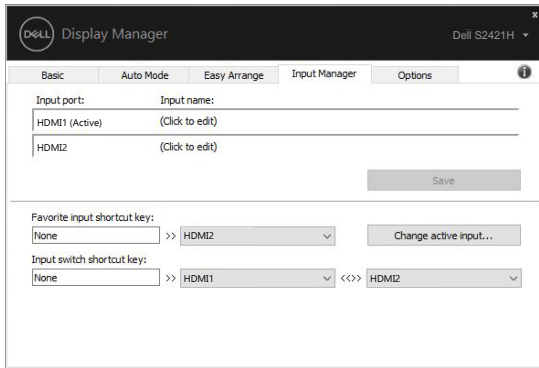 x
DELL Display Manager Dell S2421H
Basic Auto Mode Easy Arrange Input Manager Options i
Input port: Input name:
HDMI1 (Active) (Click to edit)
HDMI2 (Click to edit)
Save
Favorite input shortcut key:
None >> HDMI2 Change active input...
Input switch shortcut key:
None >> HDMI1 <<>> HDMI2